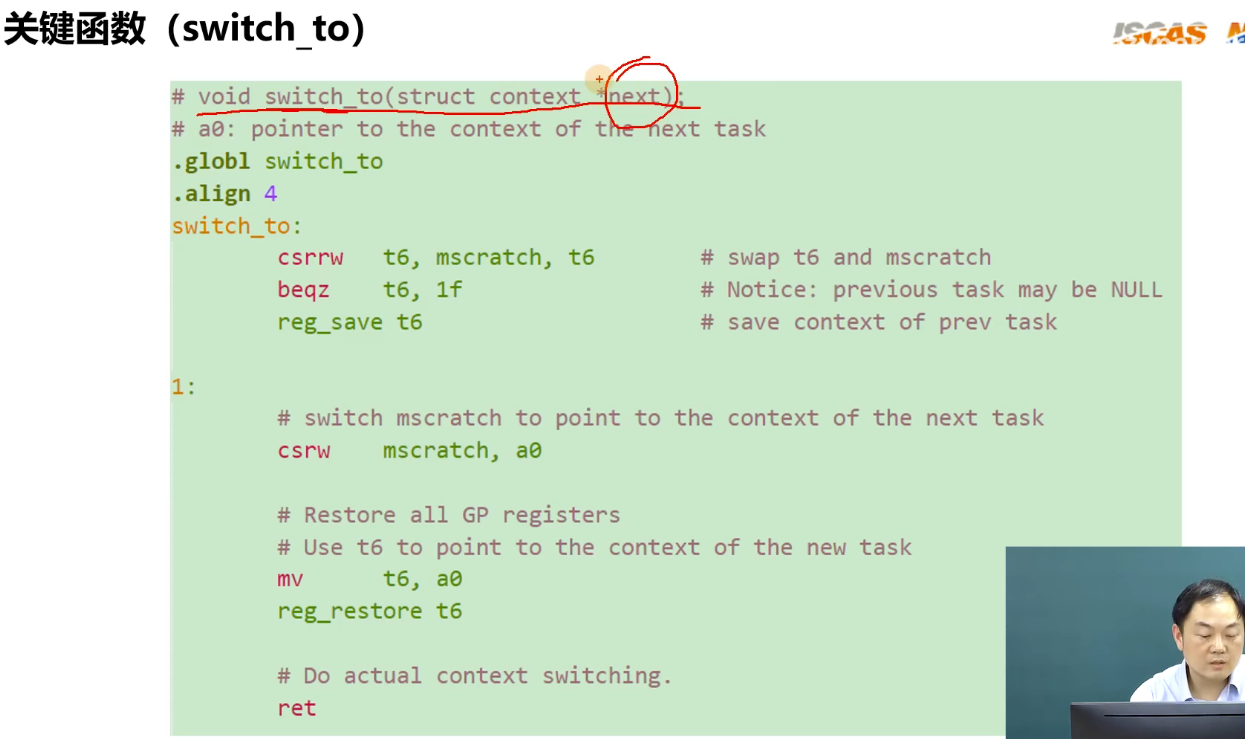 关键函数（switch_to）
ISCAS
# void switch_to(struct context *next);
# a0: pointer to the context of the next task
.globl switch_to
.align 4
switch_to:
csrrw t6, mscratch, t6 # swap t6 and mscratch
beqz t6, 1f # Notice: previous task may be NULL
reg_save t6 # save context of prev task
1:
# switch mscratch to point to the context of the next task
csrw mscratch, a0
# Restore all GP registers
# Use t6 to point to the context of the new task
mv t6, a0
reg_restore t6
# Do actual context switching.
ret